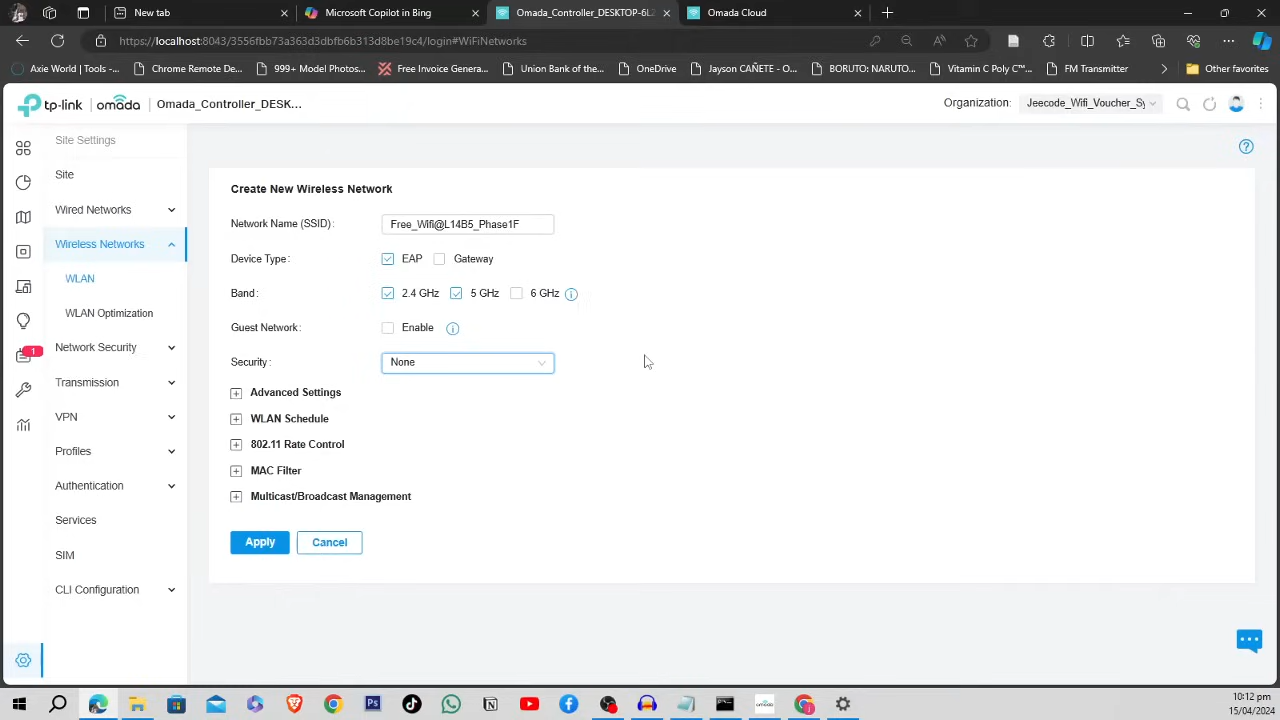 New tab
Microsoft Copilot in Bing
Omada_Controller_DESKTOP-6L
Omada Cloud
https://localhost:8043/3556fbb73a363d3dbfb6b313d8be19c4/login#WiFiNetworks
Axie World | Tools -...
Chrome Remote De...
999+ Model Photos...
Free Invoice Genera...
Union Bank of the...
OneDrive
Jayson CAÑETE - O...
BORUTO: NARUTO...
Vitamin C Poly C™...
FM Transmitter
Other favorites
tp-link | omada | Omada_Controller_DESK...
Organization:
Jeecode_Wifi_Voucher_Sy
Site Settings
Site
Wired Networks
Wireless Networks
WLAN
WLAN Optimization
Network Security
1
Transmission
VPN
Profiles
Authentication
Services
SIM
CLI Configuration
Create New Wireless Network
Network Name (SSID):
Free_Wifi@L14B5_Phase1F
Device Type:
EAP
Gateway
Band:
2.4 GHz
5 GHz
6 GHz
Guest Network:
Enable
Security:
None
Advanced Settings
WLAN Schedule
802.11 Rate Control
MAC Filter
Multicast/Broadcast Management
Apply
Cancel
10:12 pm
15/04/2024